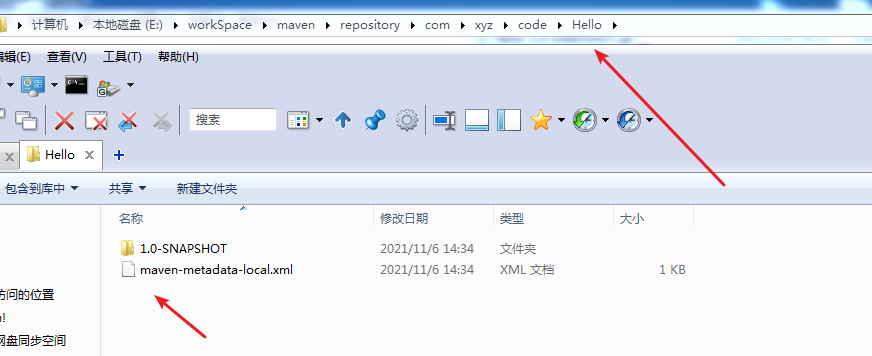 计算机 本地磁盘 (E:) workSpace maven repository com xyz code Hello
编辑(E) 查看(V) 工具(T) 帮助(H)
搜索
Hello
包含到库中 共享 新建文件夹
名称 修改日期 类型 大小
1.0-SNAPSHOT 2021/11/6 14:34 文件夹
maven-metadata-local.xml 2021/11/6 14:34 XML 文档 1 KB
访问的位置
网盘同步空间